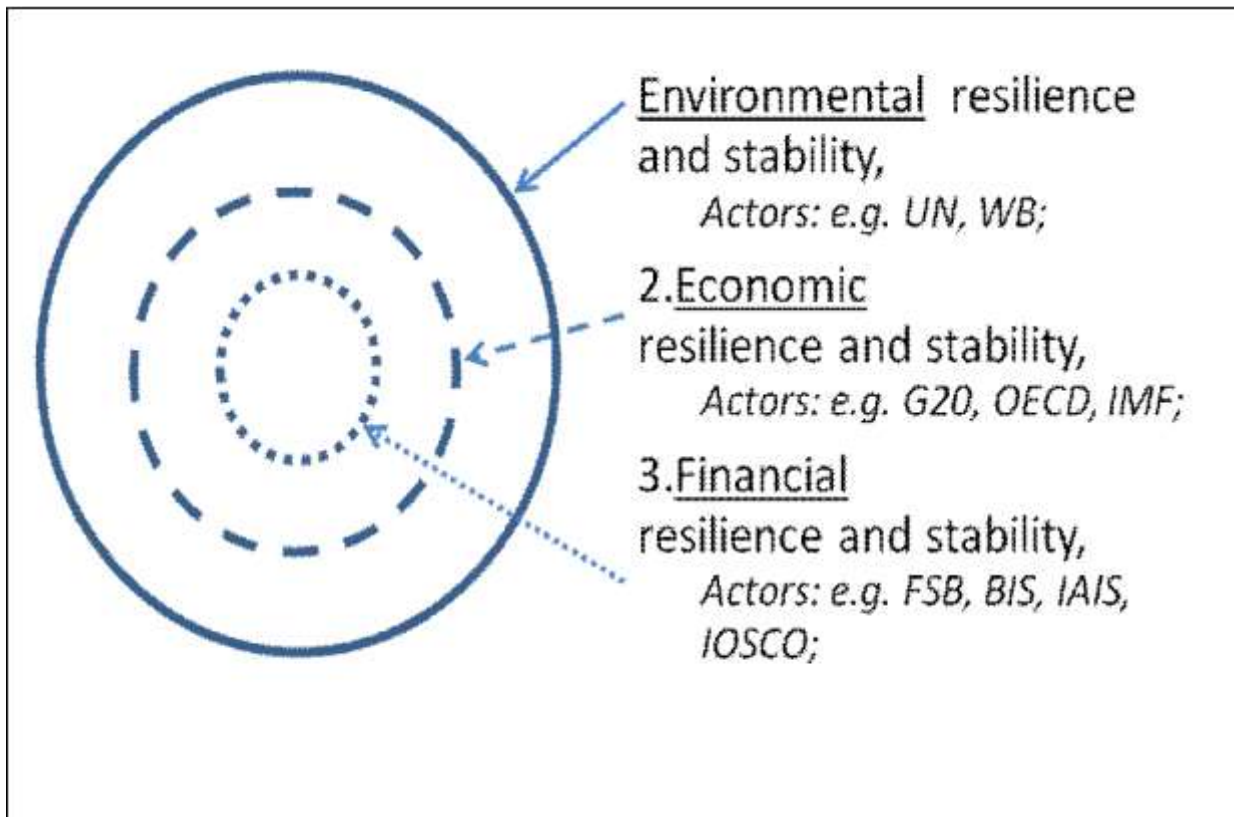 Environmental resilience
and stability,
Actors: e.g. UN, WB;
2.Economic
resilience and stability,
Actors: e.g. G20, OECD, IMF;
3.Financial
resilience and stability,
Actors: e.g. FSB, BIS, IAIS,
IOSCO;